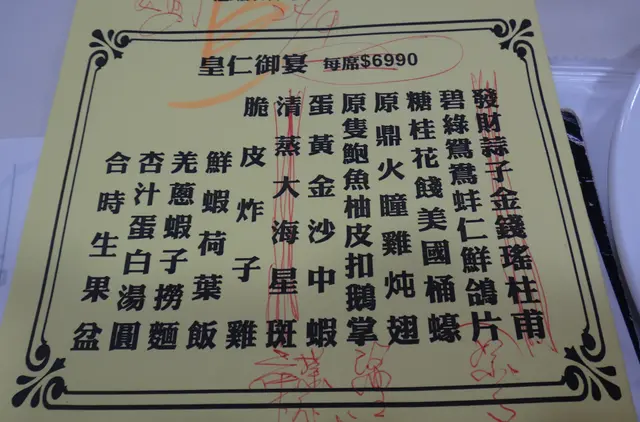 皇仁御宴 每席$6990
發財蒜子金錢瑤柱甫
碧綠鴛鴦蚌仁鮮鴿片
糖桂花餞美國桶蠔
原鼎火瞳雞炖翅
原隻鮑魚柚皮扣鵝掌
蛋黃金沙中蝦
清蒸大海星斑
脆皮炸子雞
鮮蝦荷葉飯
羌蔥蝦子撈麵
杏汁蛋白湯圓
合時生果盆